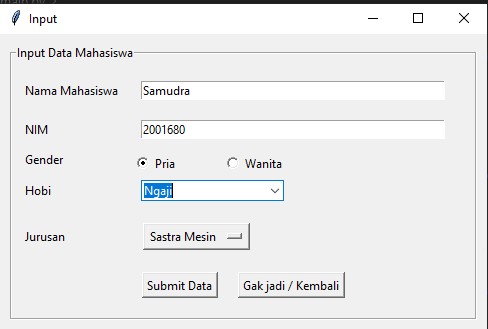 Input
Input Data Mahasiswa
Nama Mahasiswa Samudra
NIM 2001680
Gender Pria Wanita
Hobi Ngaji
Jurusan Sastra Mesin
Submit Data Gak jadi / Kembali